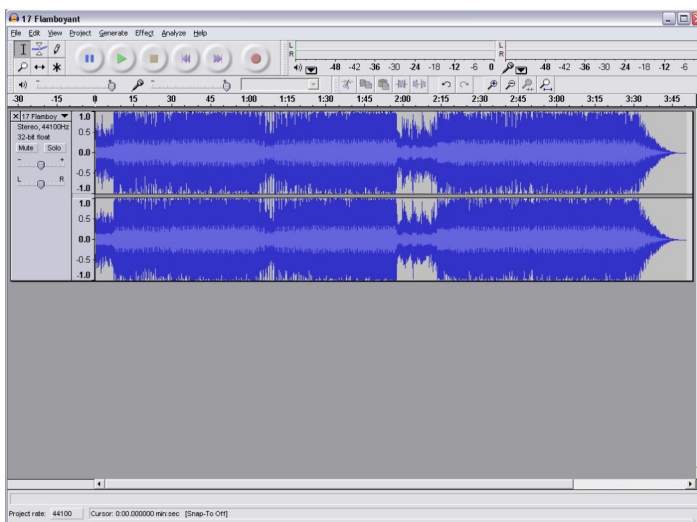 17 Flamboyant
File Edit View Project Generate Effect Analyze Help
L
R
-48 -42 -36 -30 -24 -18 -12 -6 0
L
R
-48 -42 -36 -30 -24 -18 -12 -6
-30 -15 0 15 30 45 1:00 1:15 1:30 1:45 2:00 2:15 2:30 2:45 3:00 3:15 3:30 3:45
17 Flamboy
Stereo, 44100Hz
32-bit float
Mute Solo
- +
L R
1.0
0.5
0.0
-0.5
-1.0
1.0
0.5
0.0
-0.5
-1.0
Project rate: 44100 Cursor: 0:00.000000 min:sec [Snap-To Off]